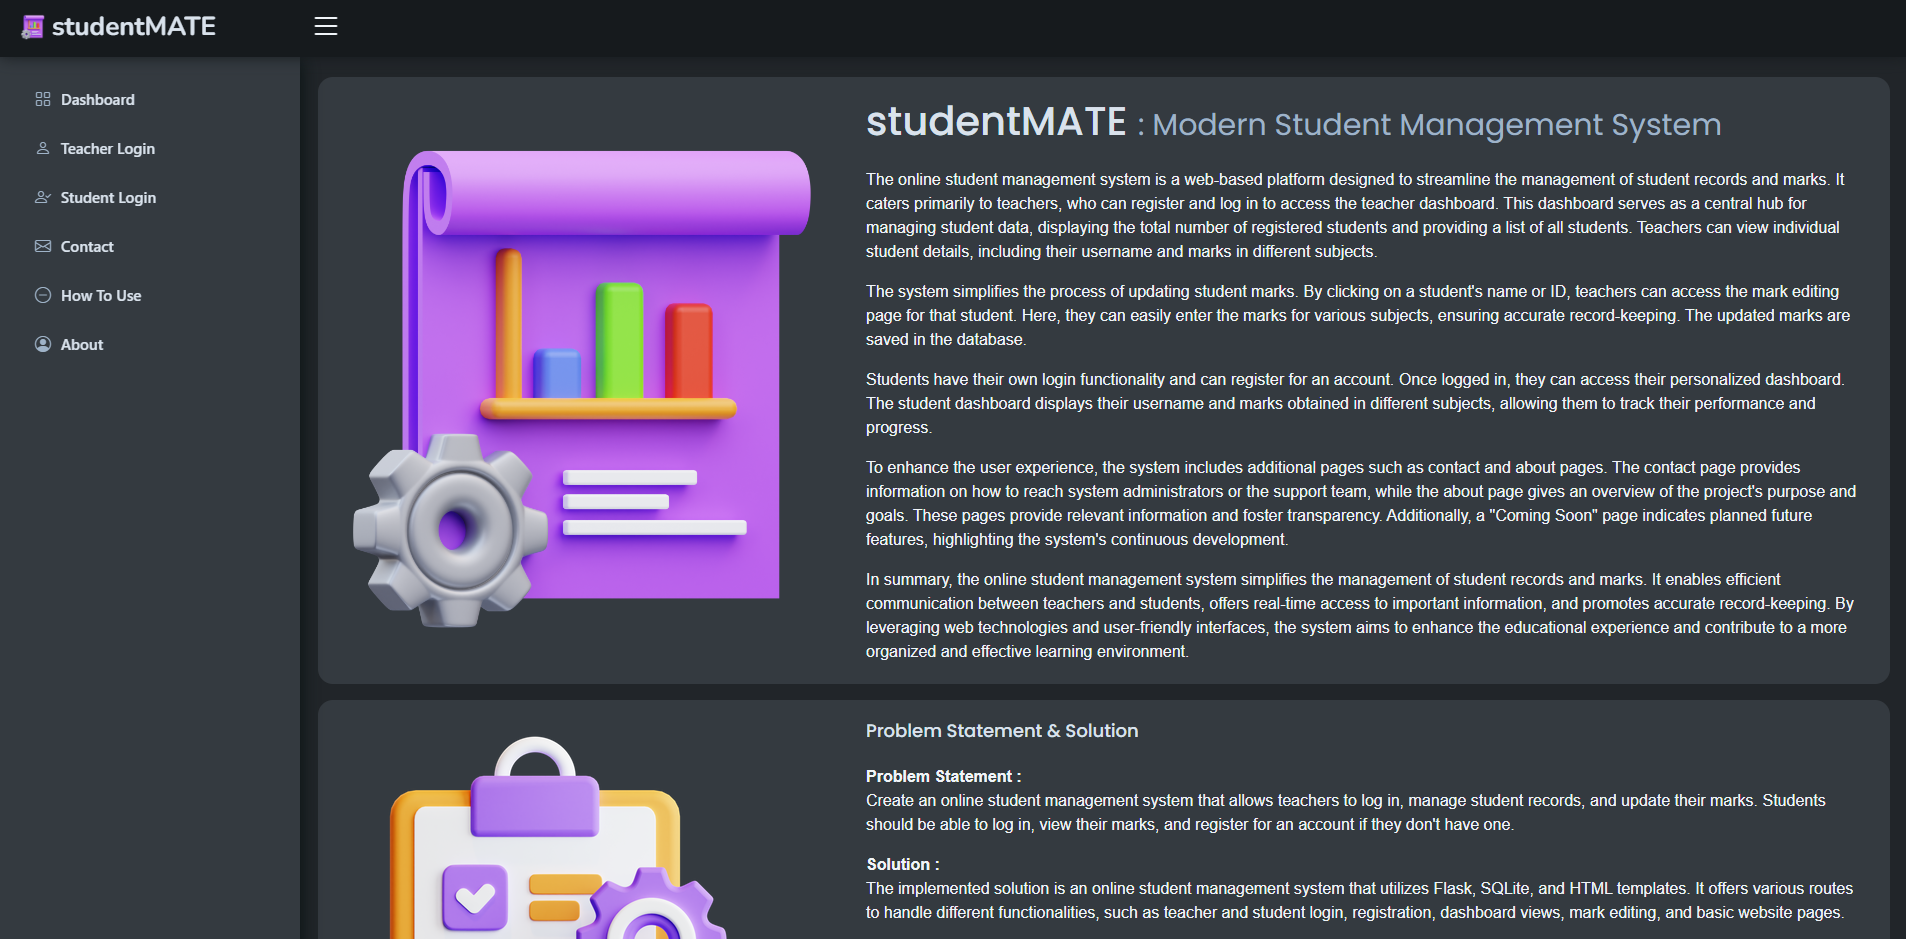 studentMATE
Dashboard
Teacher Login
Student Login
Contact
How To Use
About
studentMATE : Modern Student Management System
The online student management system is a web-based platform designed to streamline the management of student records and marks. It
caters primarily to teachers, who can register and log in to access the teacher dashboard. This dashboard serves as a central hub for
managing student data, displaying the total number of registered students and providing a list of all students. Teachers can view individual
student details, including their username and marks in different subjects.
The system simplifies the process of updating student marks. By clicking on a student's name or ID, teachers can access the mark editing
page for that student. Here, they can easily enter the marks for various subjects, ensuring accurate record-keeping. The updated marks are
saved in the database.
Students have their own login functionality and can register for an account. Once logged in, they can access their personalized dashboard.
The student dashboard displays their username and marks obtained in different subjects, allowing them to track their performance and
progress.
To enhance the user experience, the system includes additional pages such as contact and about pages. The contact page provides
information on how to reach system administrators or the support team, while the about page gives an overview of the project's purpose and
goals. These pages provide relevant information and foster transparency. Additionally, a "Coming Soon" page indicates planned future
features, highlighting the system's continuous development.
In summary, the online student management system simplifies the management of student records and marks. It enables efficient
communication between teachers and students, offers real-time access to important information, and promotes accurate record-keeping. By
leveraging web technologies and user-friendly interfaces, the system aims to enhance the educational experience and contribute to a more
organized and effective learning environment.
Problem Statement & Solution
Problem Statement :
Create an online student management system that allows teachers to log in, manage student records, and update their marks. Students
should be able to log in, view their marks, and register for an account if they don't have one.
Solution :
The implemented solution is an online student management system that utilizes Flask, SQLite, and HTML templates. It offers various routes
to handle different functionalities, such as teacher and student login, registration, dashboard views, mark editing, and basic website pages.